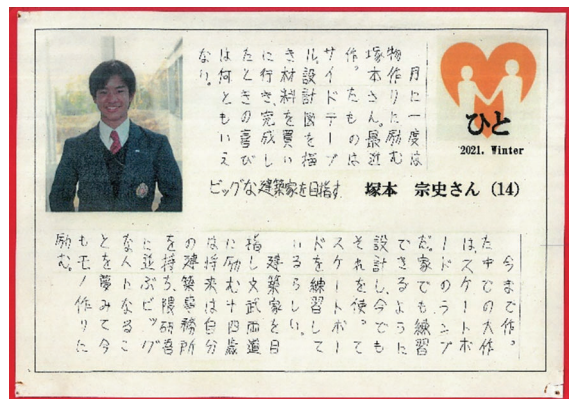 ひと
2021. Winter
月に一度は
物作りに励む
塚本さん。最近
作ったものは
サイドテーブ
ル。設計図を描
き材料を買い
に行き、完成し
たときの喜び
は何ともいえ
ない。
ビッグな建築家を目指す
塚本 宗史さん (14)
今まで作っ
た中での大作
はスケートボ
ードのランプ
だ。家でも練習
できるように
設計し、今でも
それを使って
スケートボー
ドを練習して
いるらしい。
建築家を目
指し文武両道
に励む十四歳
は将来は自分
の建築事務所
を持ち、隈研吾
に並ぶビッグ
な人となるこ
とを夢みて今
もモノ作りに
励む。